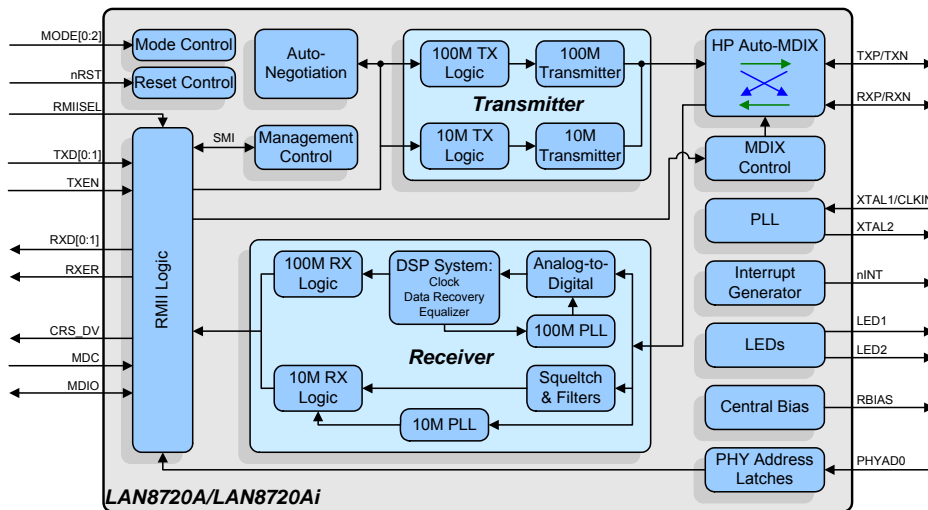 MODE[0:2]
nRST
RMIISEL
TXD[0:1]
TXEN
RXD[0:1]
RXER
CRS_DV
MDC
MDIO
Mode Control
Reset Control
Auto-
Negotiation
SMI
Management
Control
RMII Logic
100M TX
Logic
100M
Transmitter
Transmitter
10M TX
Logic
10M
Transmitter
HP Auto-MDIX
MDIX
Control
PLL
Interrupt
Generator
LEDs
Central Bias
PHY Address
Latches
100M RX
Logic
DSP System:
Clock
Data Recovery
Equalizer
Analog-to-
Digital
100M PLL
Receiver
10M RX
Logic
Squeltch
& Filters
10M PLL
TXP/TXN
RXP/RXN
XTAL1/CLKIN
XTAL2
nINT
LED1
LED2
RBIAS
PHYAD0
LAN8720A/LAN8720Ai